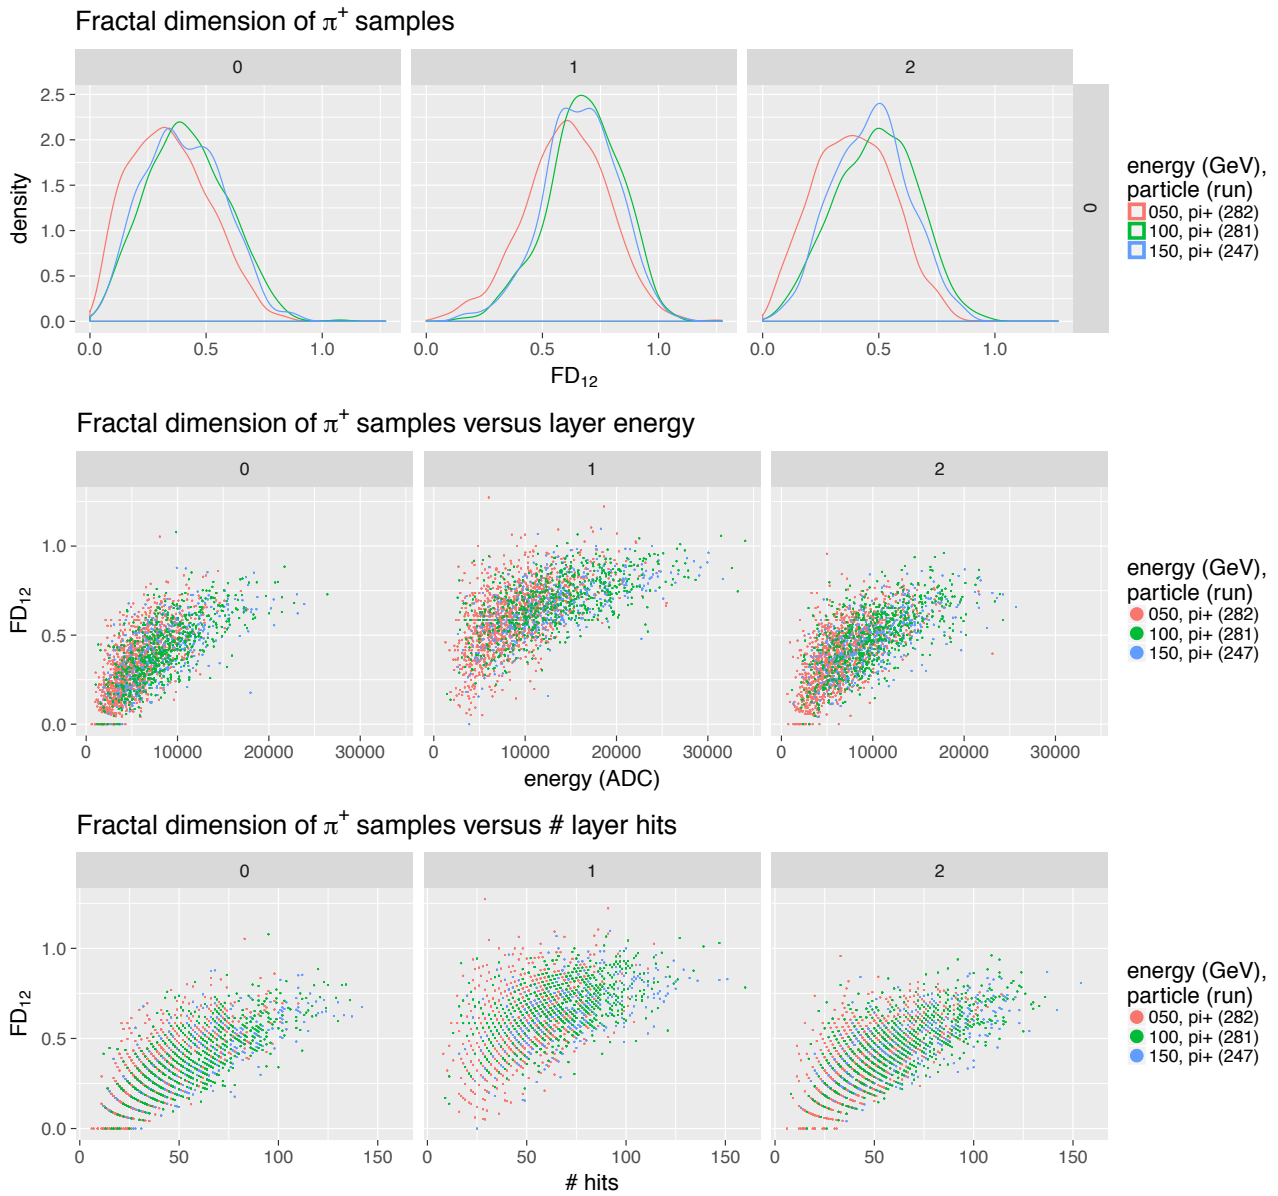 Fractal dimension of π+ samples
0 1 2
2.5
2.0
1.5
1.0
0.5
0.0
density
0
0.0 0.5 1.0 0.0 0.5 1.0 0.0 0.5 1.0
FD12
energy (GeV),
particle (run)
050, pi+ (282)
100, pi+ (281)
150, pi+ (247)
Fractal dimension of π+ samples versus layer energy
0 1 2
1.0
0.5
0.0
FD12
0 10000 20000 30000 0 10000 20000 30000 0 10000 20000 30000
energy (ADC)
energy (GeV),
particle (run)
050, pi+ (282)
100, pi+ (281)
150, pi+ (247)
Fractal dimension of π+ samples versus # layer hits
0 1 2
1.0
0.5
0.0
FD12
0 50 100 150 0 50 100 150 0 50 100 150
# hits
energy (GeV),
particle (run)
050, pi+ (282)
100, pi+ (281)
150, pi+ (247)